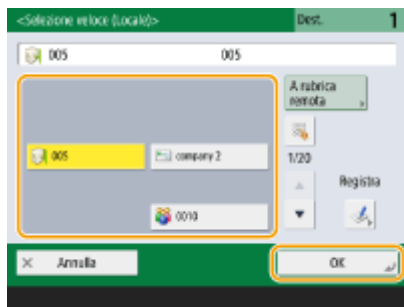 <Selezione veloce (Locale)>
Dest. 1
005 005
A rubrica
remota
005
company 2
1/20
Registra
0010
Annulla
OK